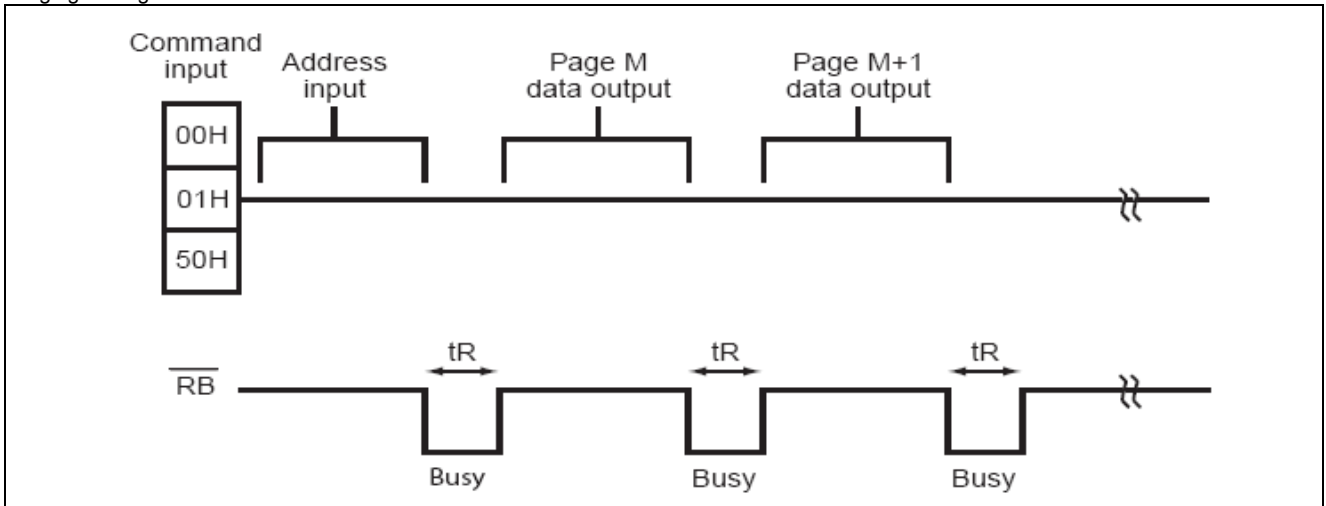 Command
input
Address
input
Page M
data output
Page M+1
data output
00H
01H
50H
tR
tR
tR
RB
Busy
Busy
Busy